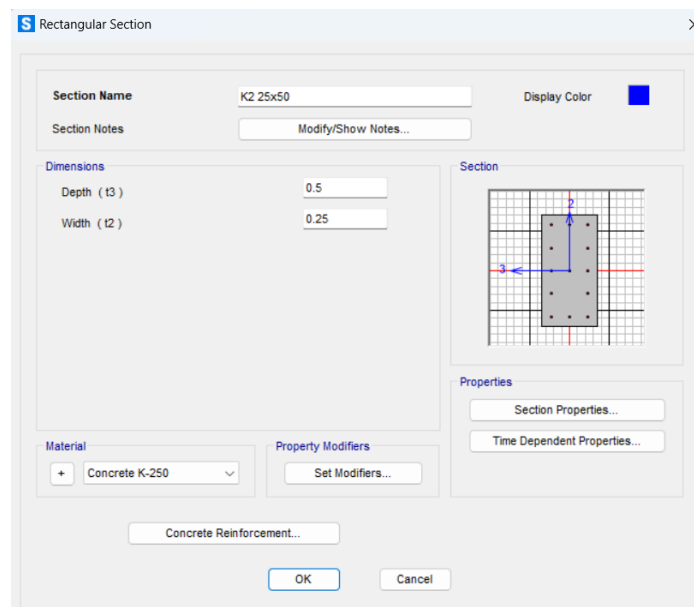 S Rectangular Section
Section Name K2 25x50 Display Color
Section Notes Modify/Show Notes...
Dimensions
Depth ( t3 ) 0.5
Width ( t2 ) 0.25
Section
2
3
Properties
Section Properties...
Time Dependent Properties...
Material
+ Concrete K-250
Property Modifiers
Set Modifiers...
Concrete Reinforcement...
OK Cancel